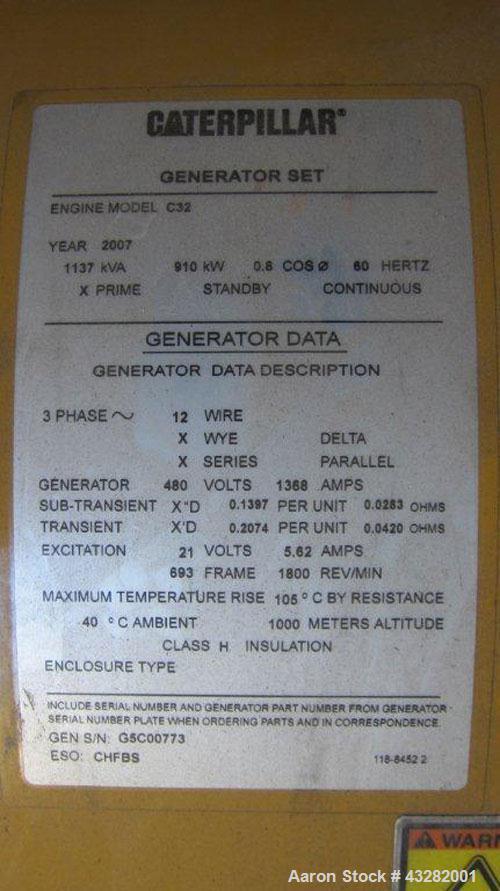 CATERPILLAR®
GENERATOR SET
ENGINE MODEL C32
YEAR 2007
1137 kVA 910 kW 0.8 COS Ø 60 HERTZ
X PRIME STANDBY CONTINUOUS
GENERATOR DATA
GENERATOR DATA DESCRIPTION
3 PHASE ~ 12 WIRE
X WYE DELTA
X SERIES PARALLEL
GENERATOR 480 VOLTS 1368 AMPS
SUB-TRANSIENT X"D 0.1397 PER UNIT 0.0283 OHMS
TRANSIENT X'D 0.2074 PER UNIT 0.0420 OHMS
EXCITATION 21 VOLTS 5.62 AMPS
693 FRAME 1800 REV/MIN
MAXIMUM TEMPERATURE RISE 105 ° C BY RESISTANCE
40 ° C AMBIENT 1000 METERS ALTITUDE
CLASS H INSULATION
ENCLOSURE TYPE
INCLUDE SERIAL NUMBER AND GENERATOR PART NUMBER FROM GENERATOR
SERIAL NUMBER PLATE WHEN ORDERING PARTS AND IN CORRESPONDENCE.
GEN S/N: G5C00773
ESO: CHFBS 118-8452 2
WARN
Aaron Stock # 43282001